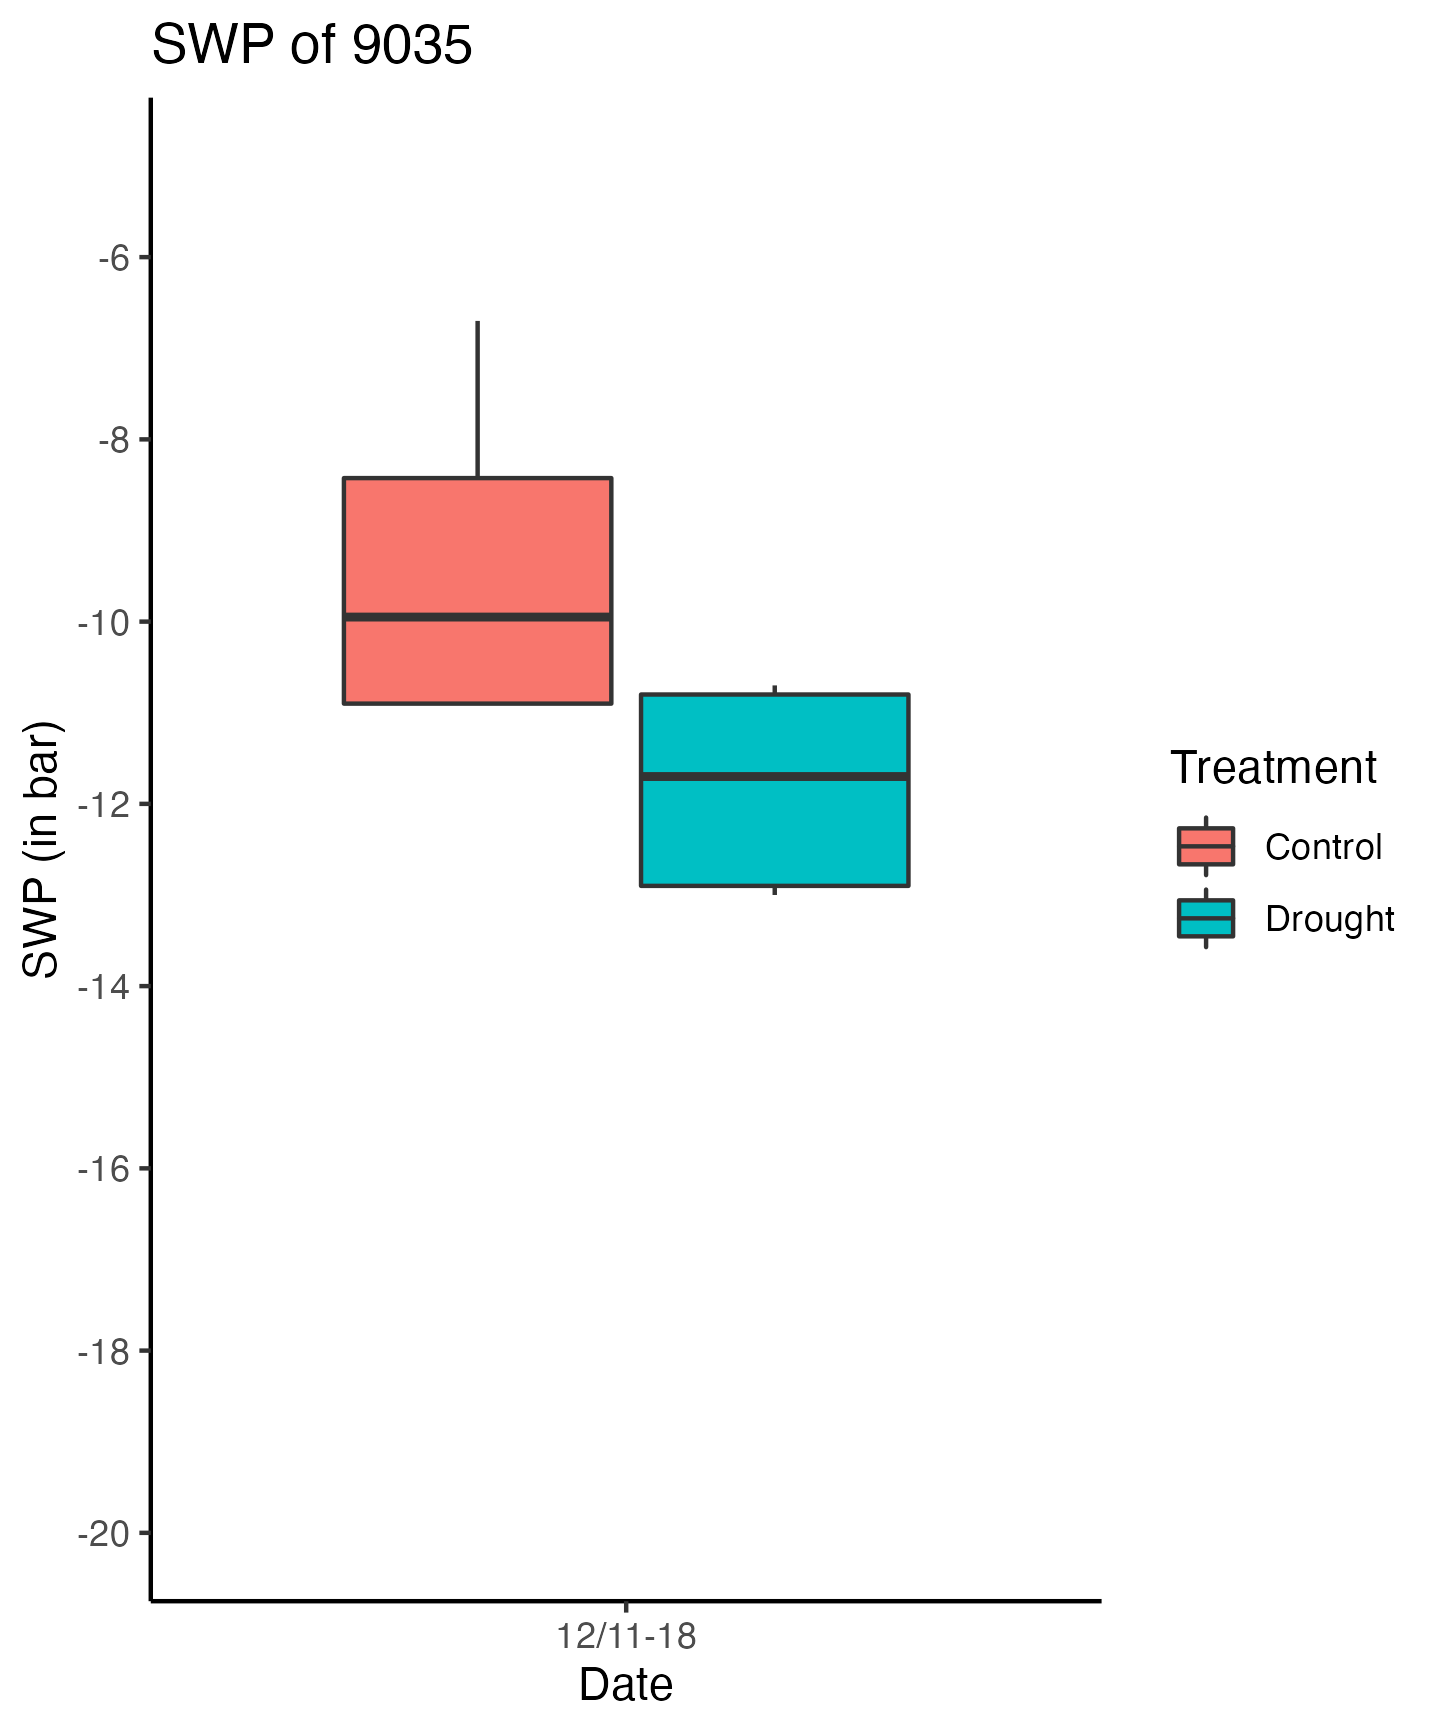 SWP of 9035
SWP (in bar)
-6
-8
-10
-12
-14
-16
-18
-20
12/11-18
Date
Treatment
Control
Drought